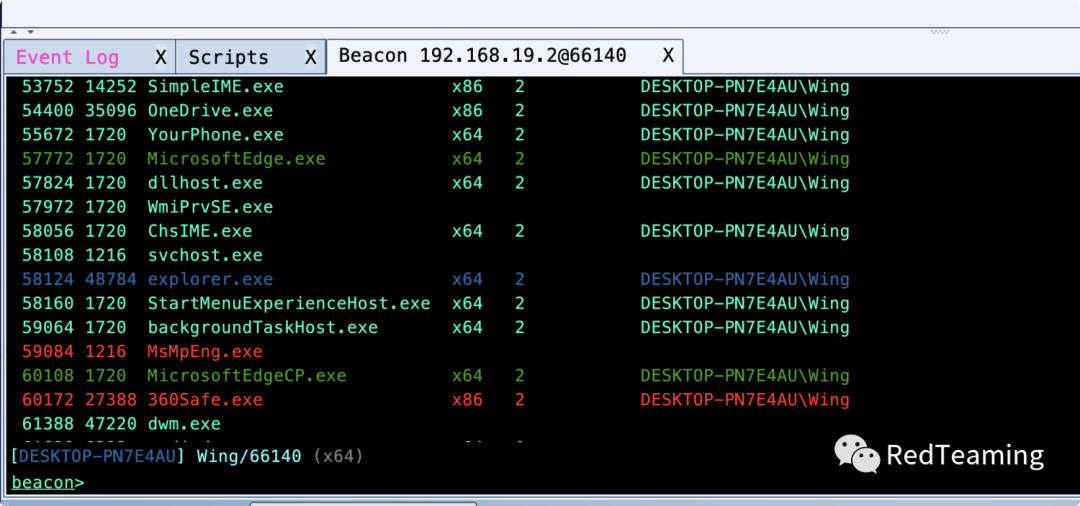 Event Log X Scripts X Beacon 192.168.19.2@66140 X
53752 14252 SimpleIME.exe x86 2 DESKTOP-PN7E4AU\Wing
54400 35096 OneDrive.exe x86 2 DESKTOP-PN7E4AU\Wing
55672 1720 YourPhone.exe x64 2 DESKTOP-PN7E4AU\Wing
57772 1720 MicrosoftEdge.exe x64 2 DESKTOP-PN7E4AU\Wing
57824 1720 dllhost.exe x64 2 DESKTOP-PN7E4AU\Wing
57972 1720 WmiPrvSE.exe
58056 1720 ChsIME.exe x64 2 DESKTOP-PN7E4AU\Wing
58108 1216 svchost.exe
58124 48784 explorer.exe x64 2 DESKTOP-PN7E4AU\Wing
58160 1720 StartMenuExperienceHost.exe x64 2 DESKTOP-PN7E4AU\Wing
59064 1720 backgroundTaskHost.exe x64 2 DESKTOP-PN7E4AU\Wing
59084 1216 MsMpEng.exe
60108 1720 MicrosoftEdgeCP.exe x64 2 DESKTOP-PN7E4AU\Wing
60172 27388 360Safe.exe x86 2 DESKTOP-PN7E4AU\Wing
61388 47220 dwm.exe
[DESKTOP-PN7E4AU] Wing/66140 (x64)
RedTeaming
beacon>